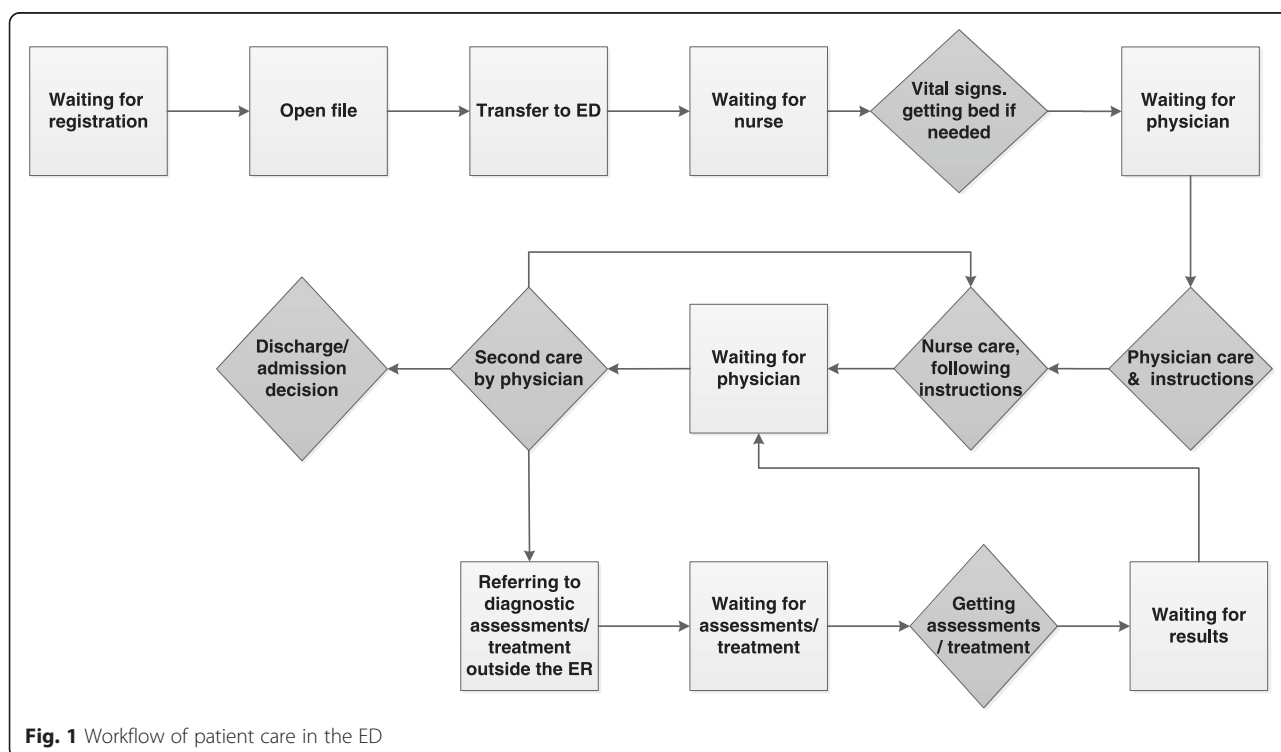 Waiting for
registration
Open file
Transfer to ED
Waiting for
nurse
Vital signs.
getting bed if
needed
Waiting for
physician
Discharge/
admission
decision
Second care
by physician
Waiting for
physician
Nurse care,
following
instructions
Physician care
& instructions
Referring to
diagnostic
assessments/
treatment
outside the ER
Waiting for
assessments/
treatment
Getting
assessments
/ treatment
Waiting for
results
Fig. 1 Workflow of patient care in the ED